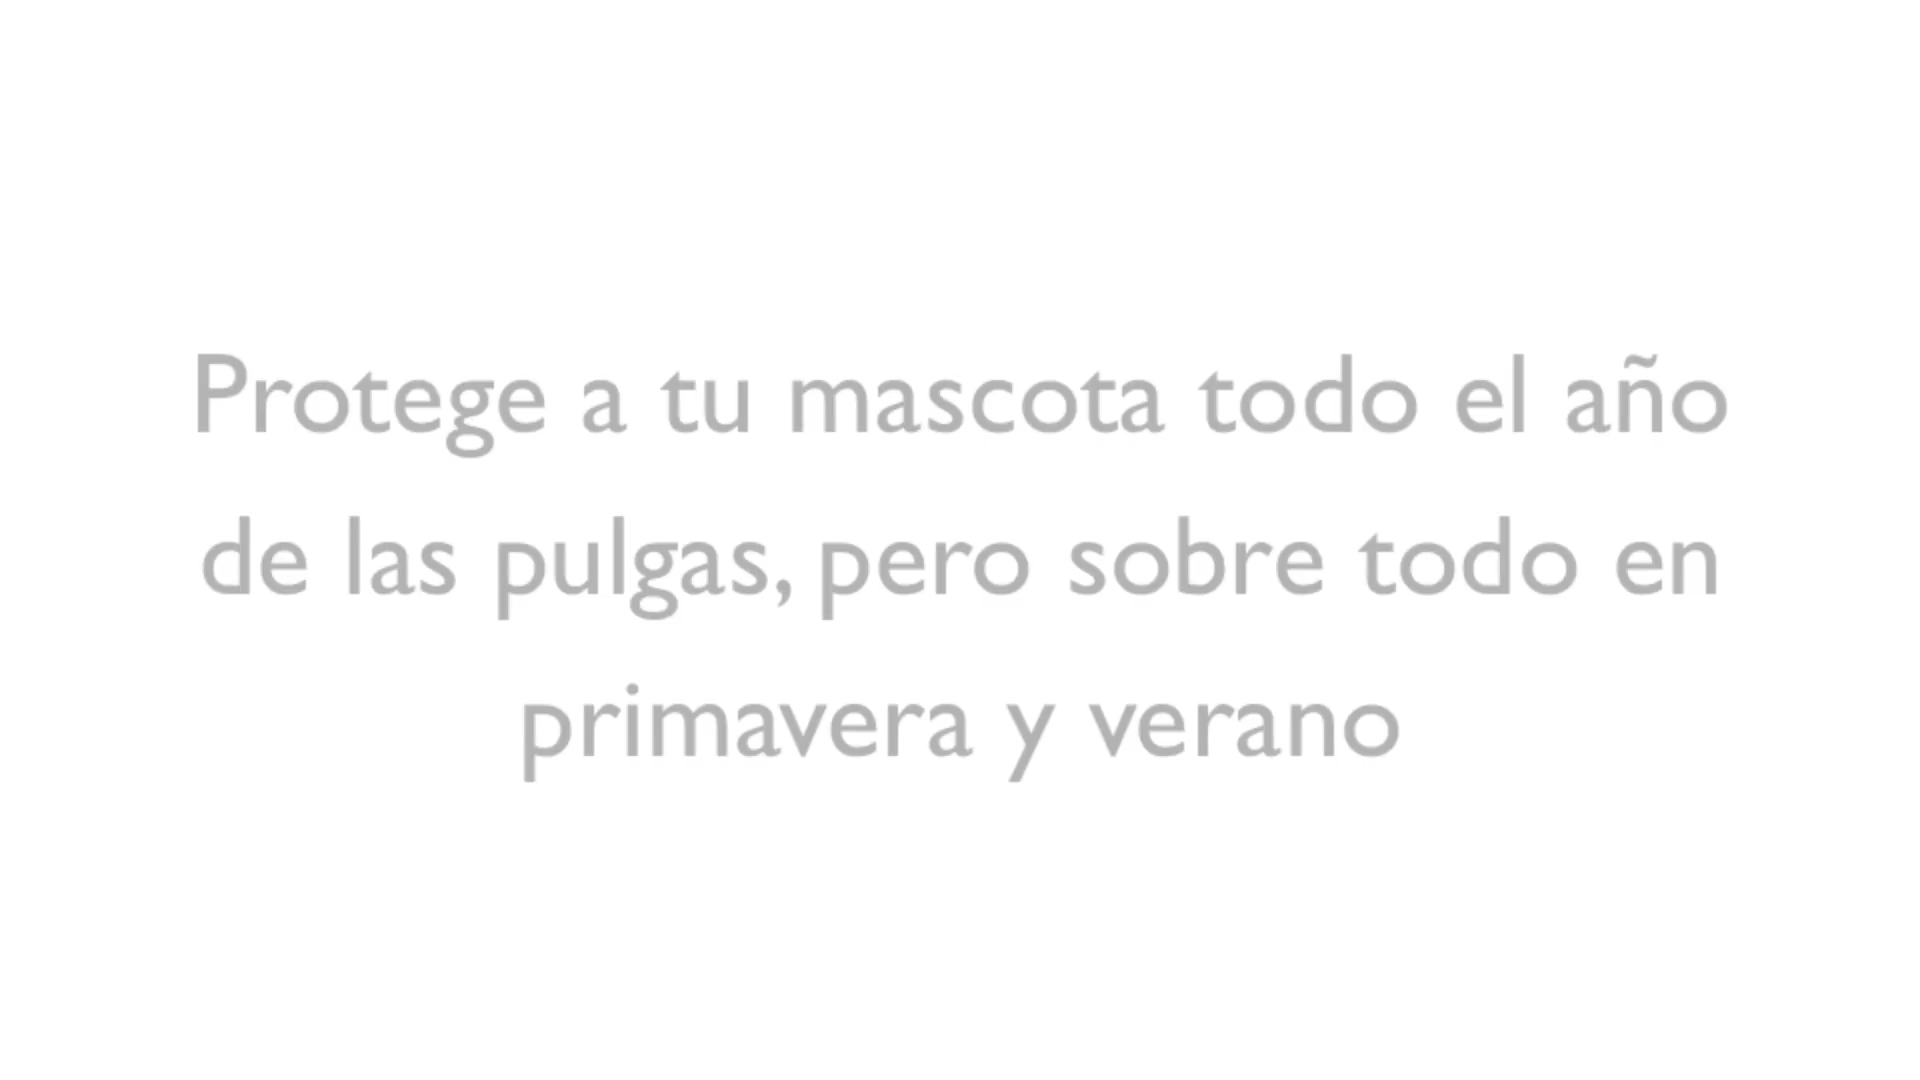 Protege a tu mascota todo el año
de las pulgas, pero sobre todo en
primavera y verano